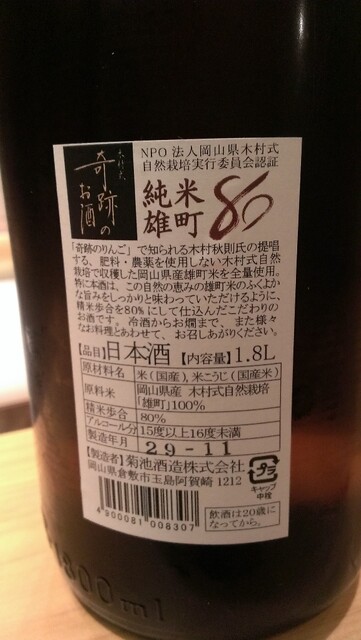 木村式
奇跡の
お酒
NPO法人岡山県木村式
自然栽培実行委員会認証
純米
雄町
80
「奇跡のりんご」で知られる木村秋則氏の提唱
する、肥料・農薬を使用しない木村式自然
栽培で収穫した岡山県産雄町米を全量使用。
特に本酒は、この自然の恵みの雄町米のふくよか
な旨みをしっかりと味わっていただけるように、
精米歩合を80%にして仕込んだこだわりの
お酒です。冷酒からお燗まで、また様々
なお料理とあわせて、お召しあがりください。
【品目】日本酒 【内容量】1.8L
原材料名 米(国産)、米こうじ(国産米)
原料米 岡山県産 木村式自然栽培
「雄町」100%
精米歩合 80%
アルコール分 15度以上16度未満
製造年月 29-11
【製造者】菊池酒造株式会社
岡山県倉敷市玉島阿賀崎1212
プラ
キャップ
中栓
4900081008307
飲酒は20歳に
なってから。
1800ml